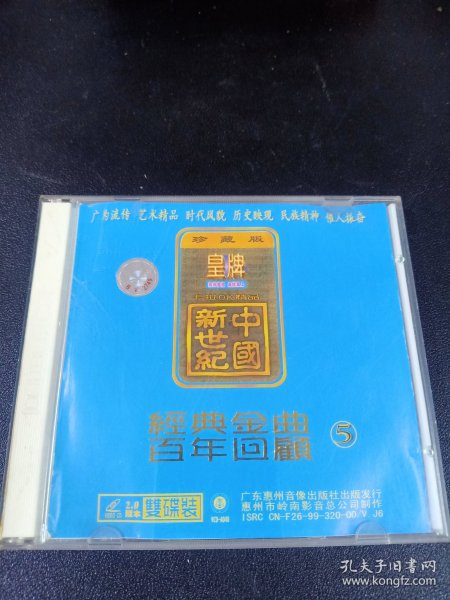 广为流传 艺术精品 时代风貌 历史映现 民族精神 催人振奋
珍藏版
皇牌
中國
新世紀
經典金曲
百年回顧
5
2.0
版本
雙碟裝
广东惠州音像出版社出版发行
惠州市岭南影音总公司制作
ISRC CN-F26-99-320-00/V.J6
孔夫子旧书网
www.kongfz.com